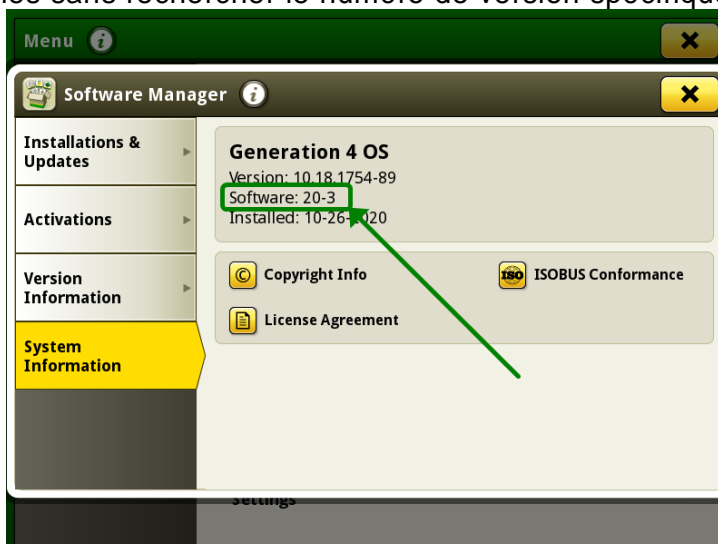 les sans rechercher le numéro de version spécifique
Menu
Software Manager
Installations &
Updates
Activations
Version
Information
System
Information
Generation 4 OS
Version: 10.18.1754-89
Software: 20-3
Installed: 10-26-2020
Copyright Info
ISO ISOBUS Conformance
License Agreement
Settings